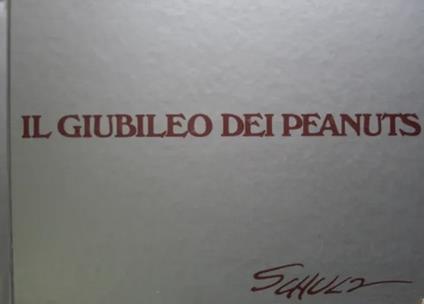 IL GIUBILEO DEI PEANUTS
SCHULZ